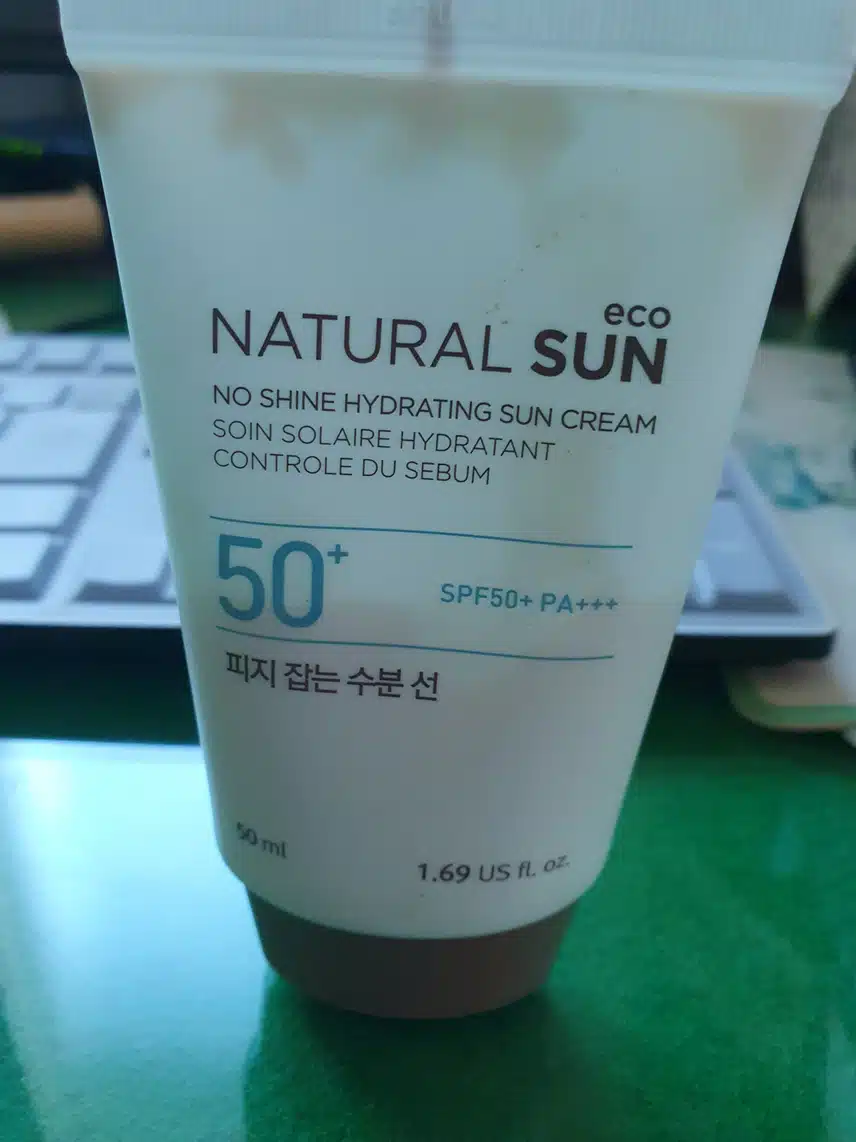 eco
NATURAL SUN
NO SHINE HYDRATING SUN CREAM
SOIN SOLAIRE HYDRATANT
CONTROLE DU SEBUM
50+
SPF50+ PA+++
피지 잡는 수분 선
50 ml
1.69 US fl. oz.